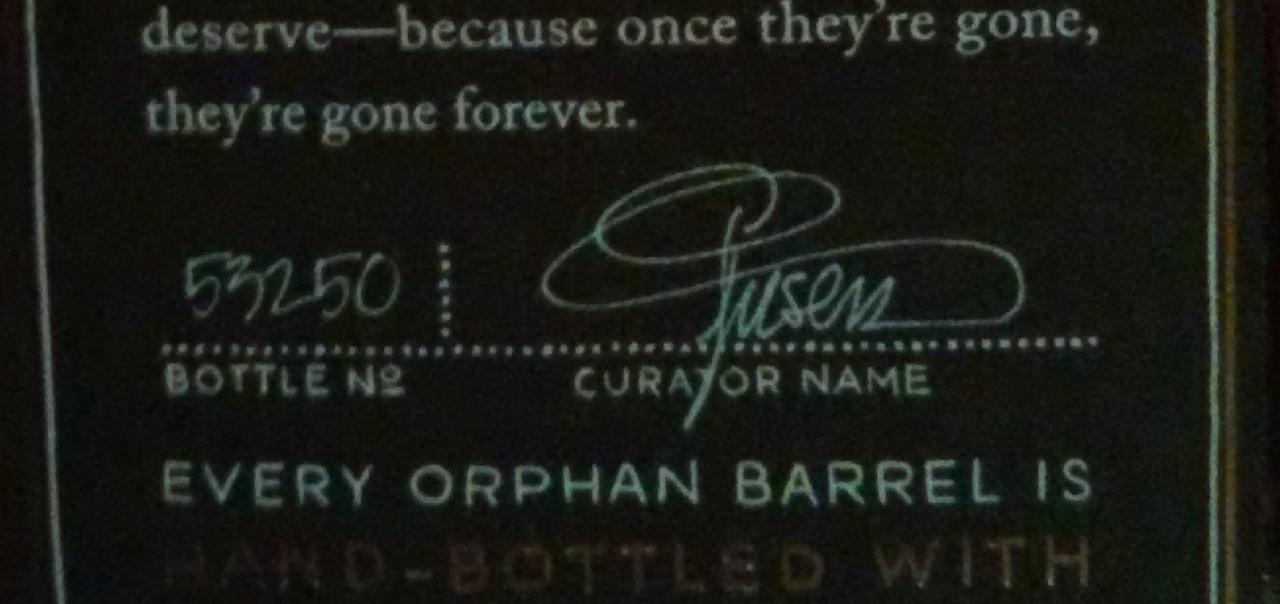 deserve—because once they're gone,
they're gone forever.
53250
BOTTLE Nº CURATOR NAME
EVERY ORPHAN BARREL IS
HAND-BOTTLED WITH